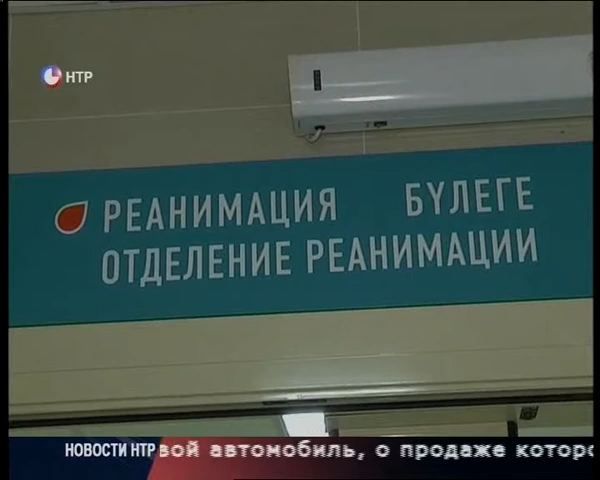 НТР
РЕАНИМАЦИЯ БҮЛЕГЕ
ОТДЕЛЕНИЕ РЕАНИМАЦИИ
НОВОСТИ НТР
вой автомобиль, о продаже которо